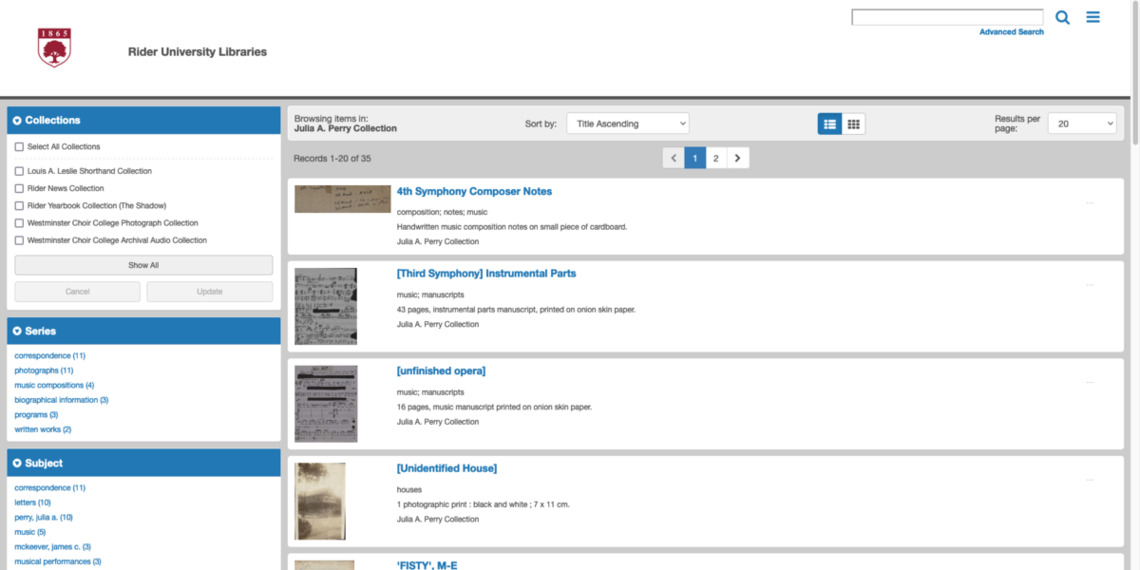 1865
Rider University Libraries
Advanced Search
Collections
Select All Collections
Louis A. Leslie Shorthand Collection
Rider News Collection
Rider Yearbook Collection (The Shadow)
Westminster Choir College Photograph Collection
Westminster Choir College Archival Audio Collection
Show All
Cancel
Update
Series
correspondence (11)
photographs (11)
music compositions (4)
biographical information (3)
programs (3)
written works (2)
Subject
correspondence (11)
letters (10)
perry, julia a. (10)
music (5)
mckeever, james c. (3)
musical performances (3)
Browsing items in:
Julia A. Perry Collection
Sort by:
Title Ascending
Results per page:
20
Records 1-20 of 35
1
2
4th Symphony Composer Notes
composition; notes; music
Handwritten music composition notes on small piece of cardboard.
Julia A. Perry Collection
[Third Symphony] Instrumental Parts
music; manuscripts
43 pages, instrumental parts manuscript, printed on onion skin paper.
Julia A. Perry Collection
[unfinished opera]
music; manuscripts
16 pages, music manuscript printed on onion skin paper.
Julia A. Perry Collection
[Unidentified House]
houses
1 photographic print : black and white ; 7 x 11 cm.
Julia A. Perry Collection
'FISTY', M-E